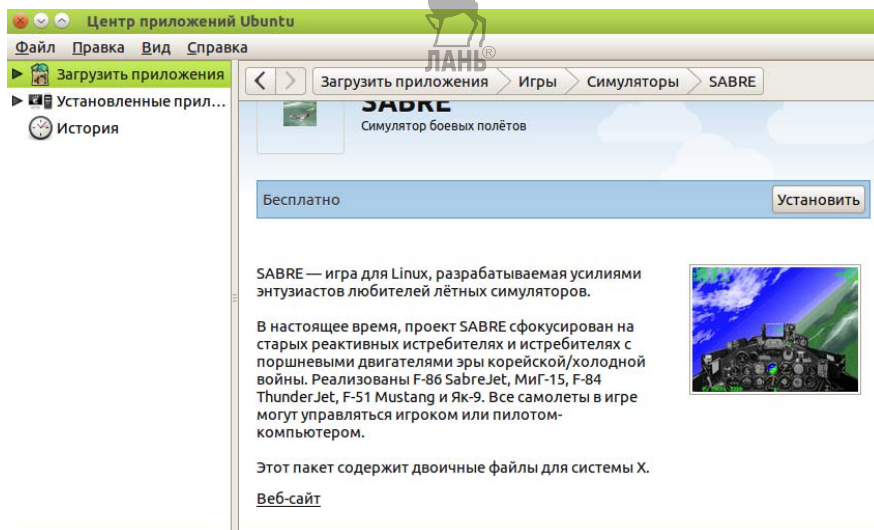 Центр приложений Ubuntu
Файл Правка Вид Справка
ЛАНЬ®
Загрузить приложения
Установленные прил...
История
Загрузить приложения Игры Симуляторы SABRE
SABRE
Симулятор боевых полётов
Бесплатно
Установить
SABRE — игра для Linux, разрабатываемая усилиями
энтузиастов любителей лётных симуляторов.
В настоящее время, проект SABRE сфокусирован на
старых реактивных истребителях и истребителях с
поршневыми двигателями эры корейской/холодной
войны. Реализованы F-86 SabreJet, МиГ-15, F-84
ThunderJet, F-51 Mustang и Як-9. Все самолеты в игре
могут управляться игроком или пилотом-
компьютером.
Этот пакет содержит двоичные файлы для системы X.
Веб-сайт